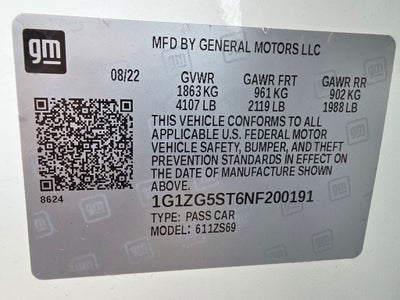 gm
MFD BY GENERAL MOTORS LLC
08/22 GVWR GAWR FRT GAWR RR
1863 KG 961 KG 902 KG
4107 LB 2119 LB 1988 LB
THIS VEHICLE CONFORMS TO ALL
APPLICABLE U.S. FEDERAL MOTOR
VEHICLE SAFETY, BUMPER, AND THEFT
PREVENTION STANDARDS IN EFFECT ON
THE DATE OF MANUFACTURE SHOWN
ABOVE.
8624
1G1ZG5ST6NF200191
TYPE: PASS CAR
MODEL: 611ZS69